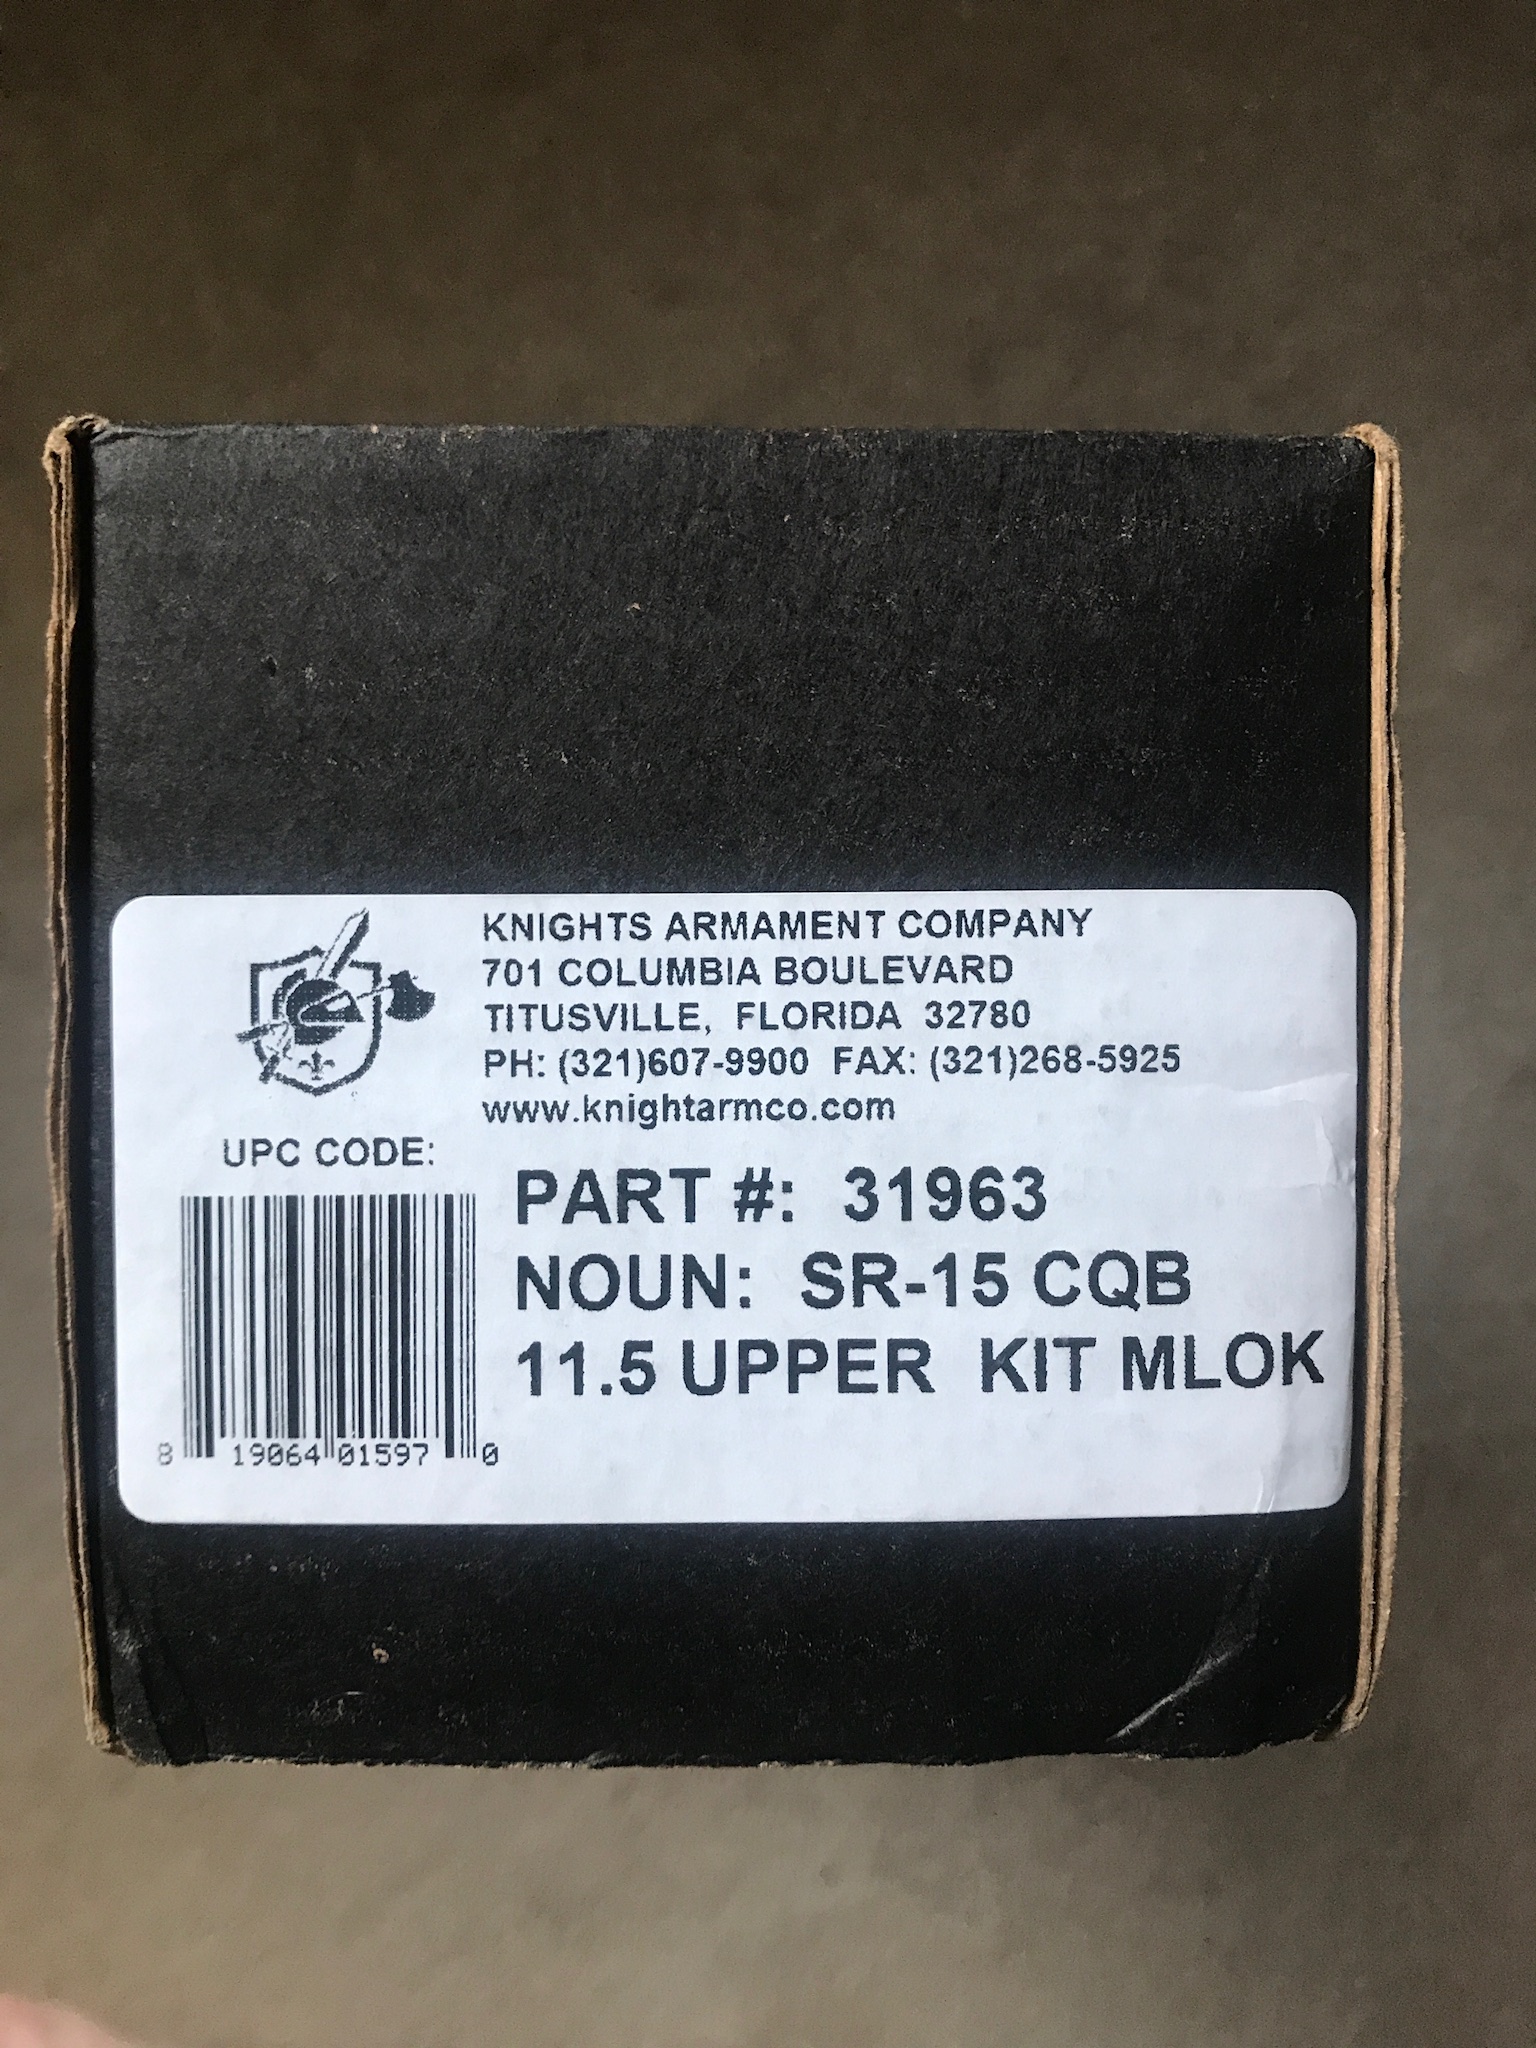 KNIGHTS ARMAMENT COMPANY
701 COLUMBIA BOULEVARD
TITUSVILLE, FLORIDA 32780
PH: (321)607-9900 FAX: (321)268-5925
www.knightarmco.com
UPC CODE:
PART #: 31963
NOUN: SR-15 CQB
11.5 UPPER KIT MLOK
8 19064 01597 0